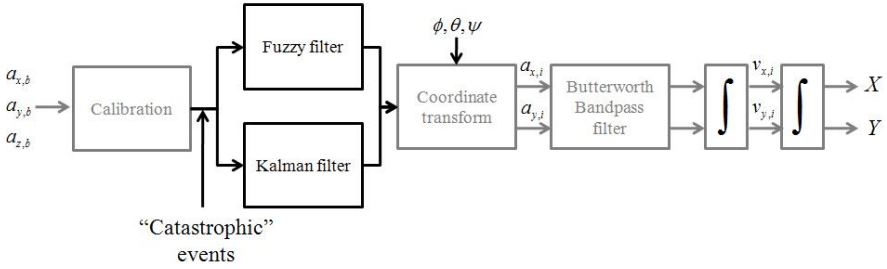 a_{x,b}
a_{y,b}
a_{z,b}
Calibration
"Catastrophic"
events
Fuzzy filter
Kalman filter
ϕ,θ,ψ
Coordinate
transform
a_{x,i}
a_{y,i}
Butterworth
Bandpass
filter
∫
v_{x,i}
v_{y,i}
∫
X
Y